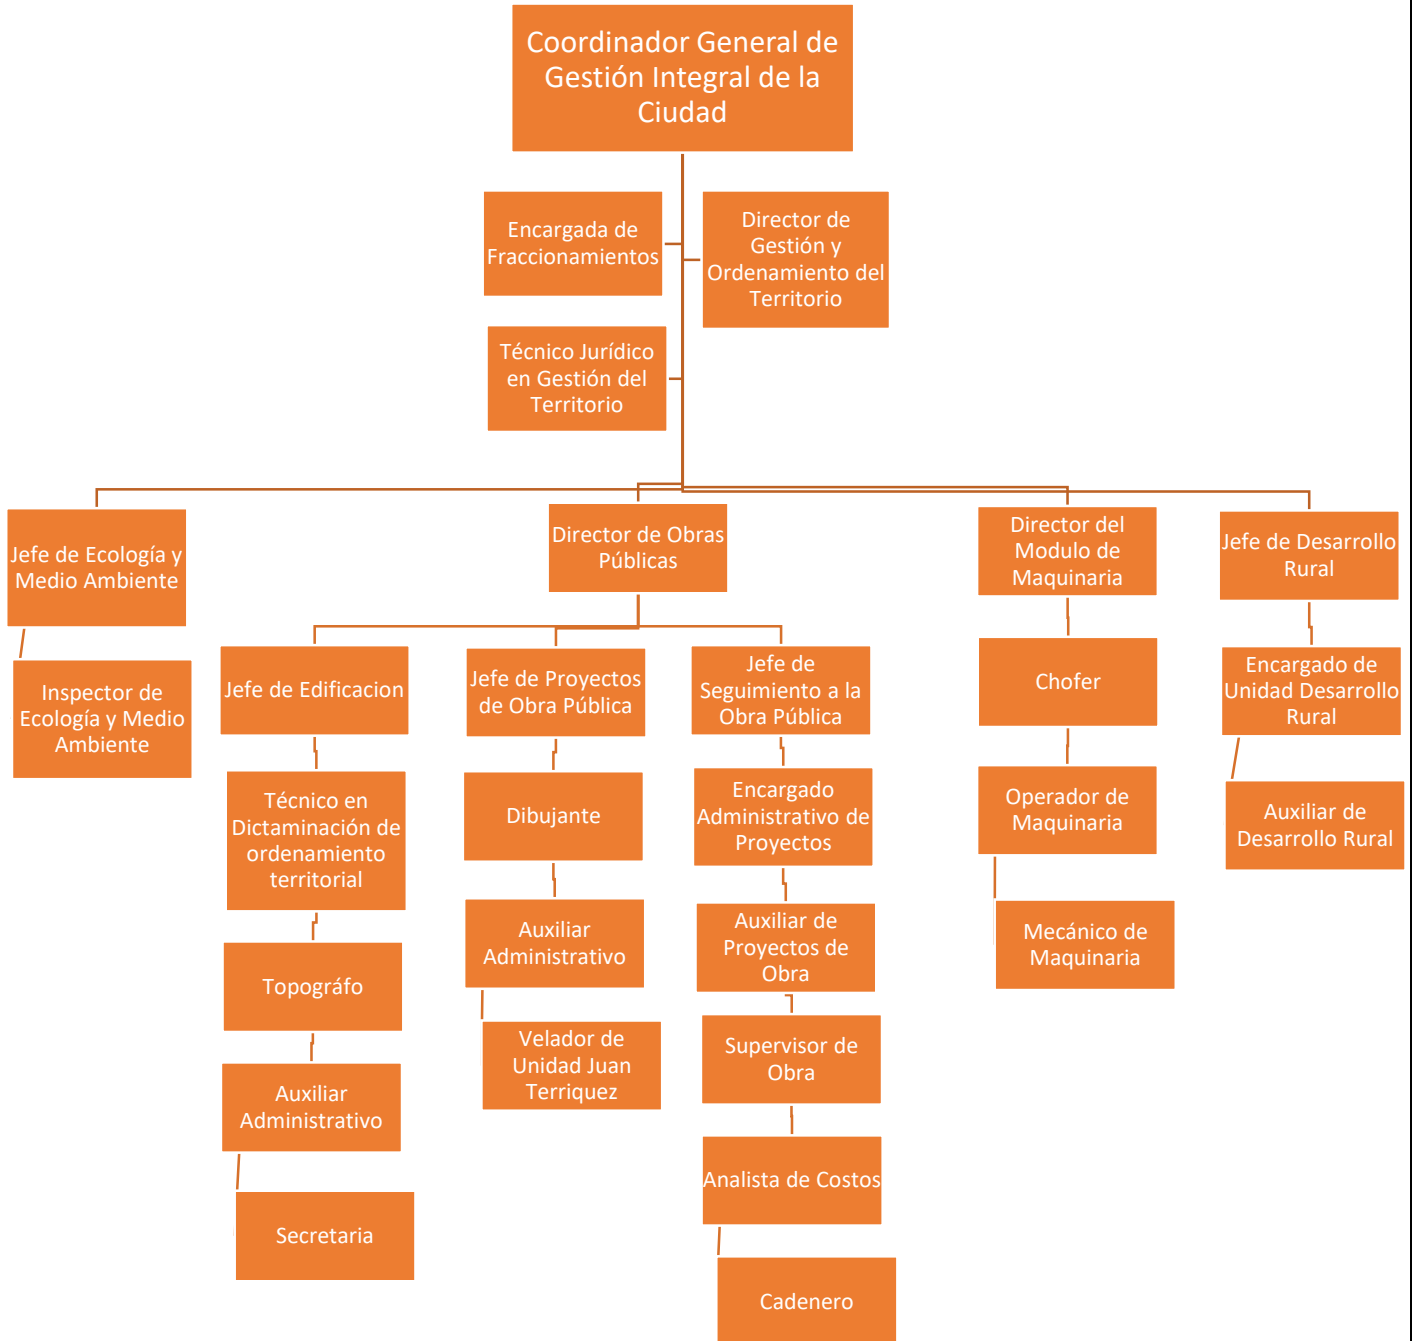 Coordinador General de
Gestión Integral de la
Ciudad
Encargada de
Fraccionamientos
Director de
Gestión y
Ordenamiento del
Territorio
Técnico Jurídico
en Gestión del
Territorio
Jefe de Ecología y
Medio Ambiente
Director de Obras
Públicas
Director del
Modulo de
Maquinaria
Jefe de Desarrollo
Rural
Inspector de
Ecología y Medio
Ambiente
Jefe de Edificacion
Jefe de Proyectos
de Obra Pública
Jefe de
Seguimiento a la
Obra Pública
Chofer
Encargado de
Unidad Desarrollo
Rural
Técnico en
Dictaminación de
ordenamiento
territorial
Dibujante
Encargado
Administrativo de
Proyectos
Operador de
Maquinaria
Auxiliar de
Desarrollo Rural
Topográfo
Auxiliar
Administrativo
Auxiliar de
Proyectos de
Obra
Mecánico de
Maquinaria
Auxiliar
Administrativo
Velador de
Unidad Juan
Terriquez
Supervisor de
Obra
Secretaria
Analista de Costos
Cadenero